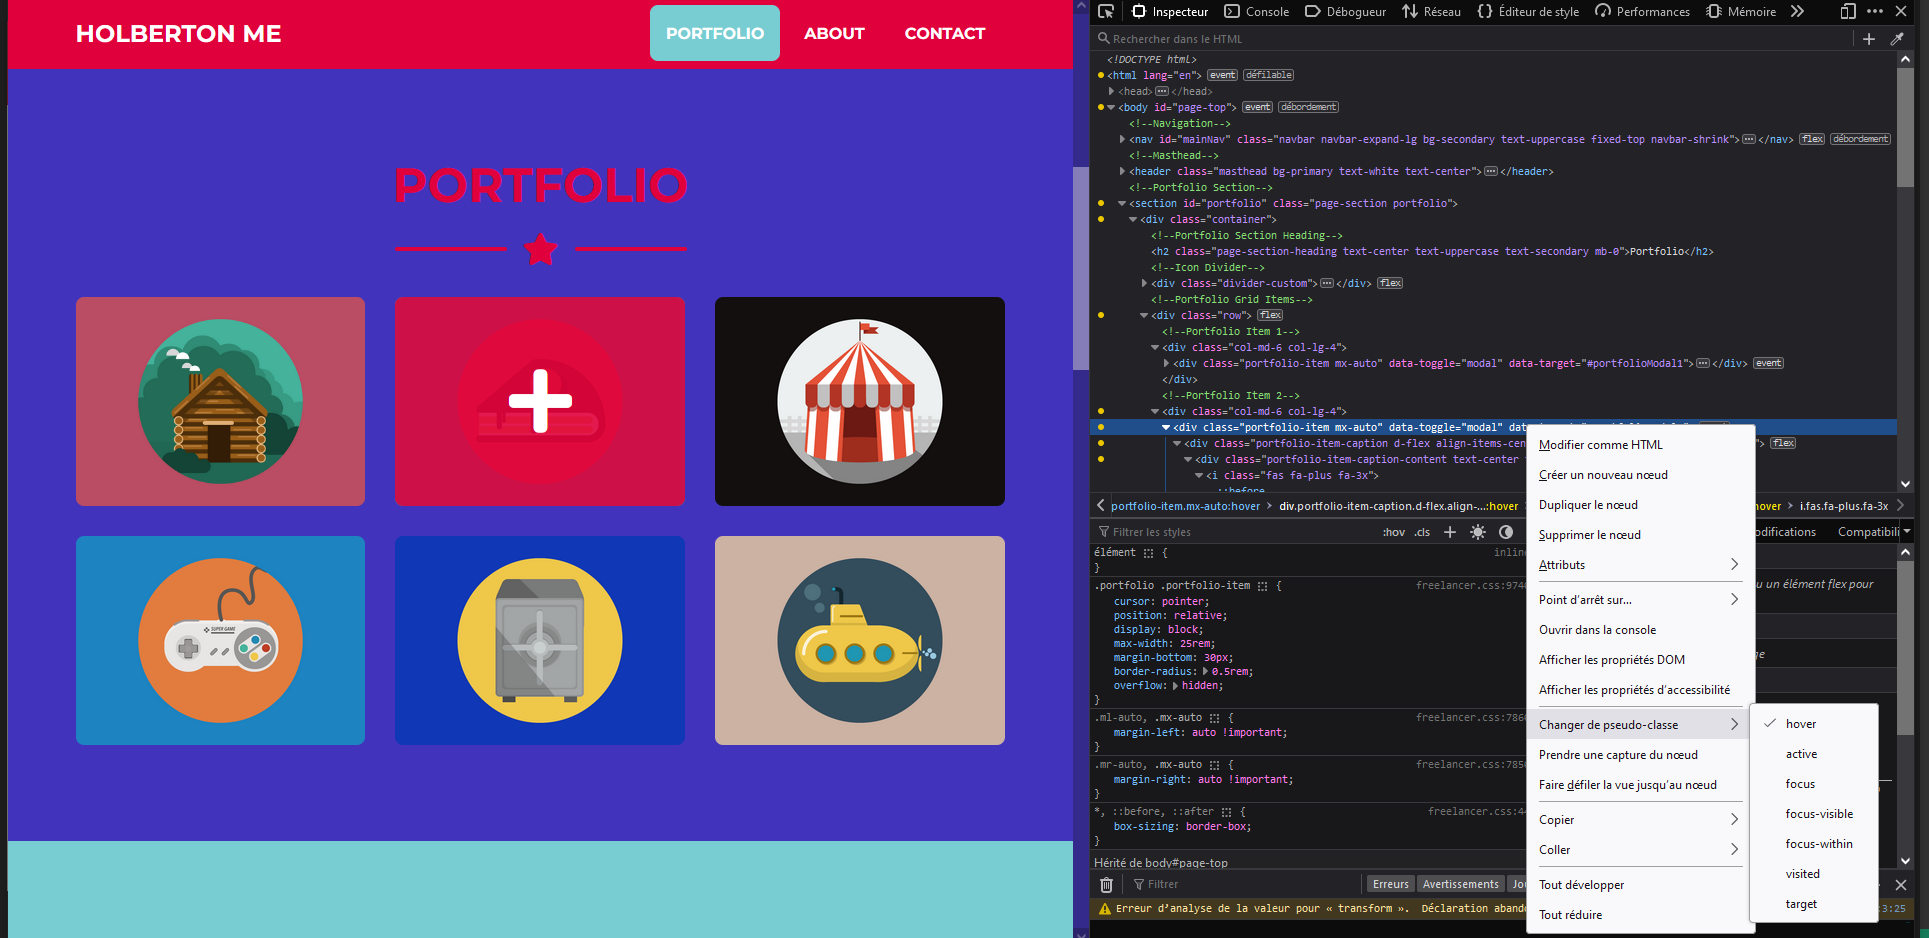 HOLBERTON ME
PORTFOLIO ABOUT CONTACT
PORTFOLIO
SUPER GAME
Inspecteur Console Débogueur Réseau Éditeur de style Performances Mémoire
Rechercher dans le HTML
<!DOCTYPE html>
<html lang="en"> event défilable
<head> </head>
<body id="page-top"> event débordement
<!--Navigation-->
<nav id="mainNav" class="navbar navbar-expand-lg bg-secondary text-uppercase fixed-top navbar-shrink"> </nav> flex débordement
<!--Masthead-->
<header class="masthead bg-primary text-white text-center"> </header>
<!--Portfolio Section-->
<section id="portfolio" class="page-section portfolio">
<div class="container">
<!--Portfolio Section Heading-->
<h2 class="page-section-heading text-center text-uppercase text-secondary mb-0">Portfolio</h2>
<!--Icon Divider-->
<div class="divider-custom"> </div> flex
<!--Portfolio Grid Items-->
<div class="row"> flex
<!--Portfolio Item 1-->
<div class="col-md-6 col-lg-4">
<div class="portfolio-item mx-auto" data-toggle="modal" data-target="#portfolioModal1"> </div> event
</div>
<!--Portfolio Item 2-->
<div class="col-md-6 col-lg-4">
<div class="portfolio-item mx-auto" data-toggle="modal"
<div class="portfolio-item-caption d-flex align-items-cen "> flex
<div class="portfolio-item-caption-content text-center
<i class="fas fa-plus fa-3x">
::before
portfolio-item.mx-auto:hover > div.portfolio-item-caption.d-flex.align-...:hover hover > i.fas.fa-plus.fa-3x
Filtrer les styles :hov .cls + difications Compatibili
élément { inline
}
.portfolio .portfolio-item { freelancer.css:974
cursor: pointer;
position: relative;
display: block;
max-width: 25rem;
margin-bottom: 30px;
border-radius: 0.5rem;
overflow: hidden;
}
.ml-auto, .mx-auto { freelancer.css:786
margin-left: auto !important;
}
.mr-auto, .mx-auto { freelancer.css:785
margin-right: auto !important;
}
*, ::before, ::after { freelancer.css:4
box-sizing: border-box;
}
Hérité de body#page-top
u un élément flex pour
ge
Filtrer Erreurs Avertissements Jou
Erreur d'analyse de la valeur pour « transform ». Déclaration aband :3:25
Modifier comme HTML
Créer un nouveau nœud
Dupliquer le nœud
Supprimer le nœud
Attributs
Point d'arrêt sur…
Ouvrir dans la console
Afficher les propriétés DOM
Afficher les propriétés d'accessibilité
Changer de pseudo-classe
Prendre une capture du nœud
Faire défiler la vue jusqu'au nœud
Copier
Coller
Tout développer
Tout réduire
hover
active
focus
focus-visible
focus-within
visited
target